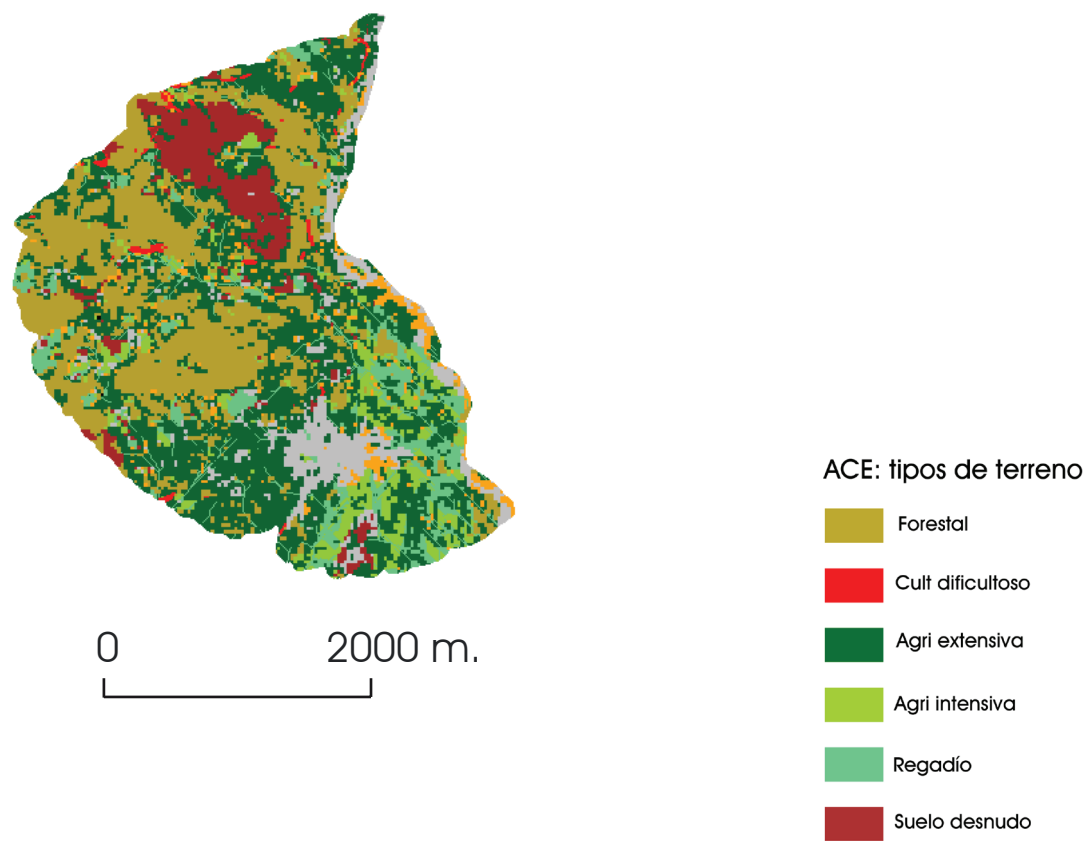 ACE: tipos de terreno
Forestal
Cult dificultoso
Agri extensiva
Agri intensiva
Regadío
Suelo desnudo
0 2000 m.